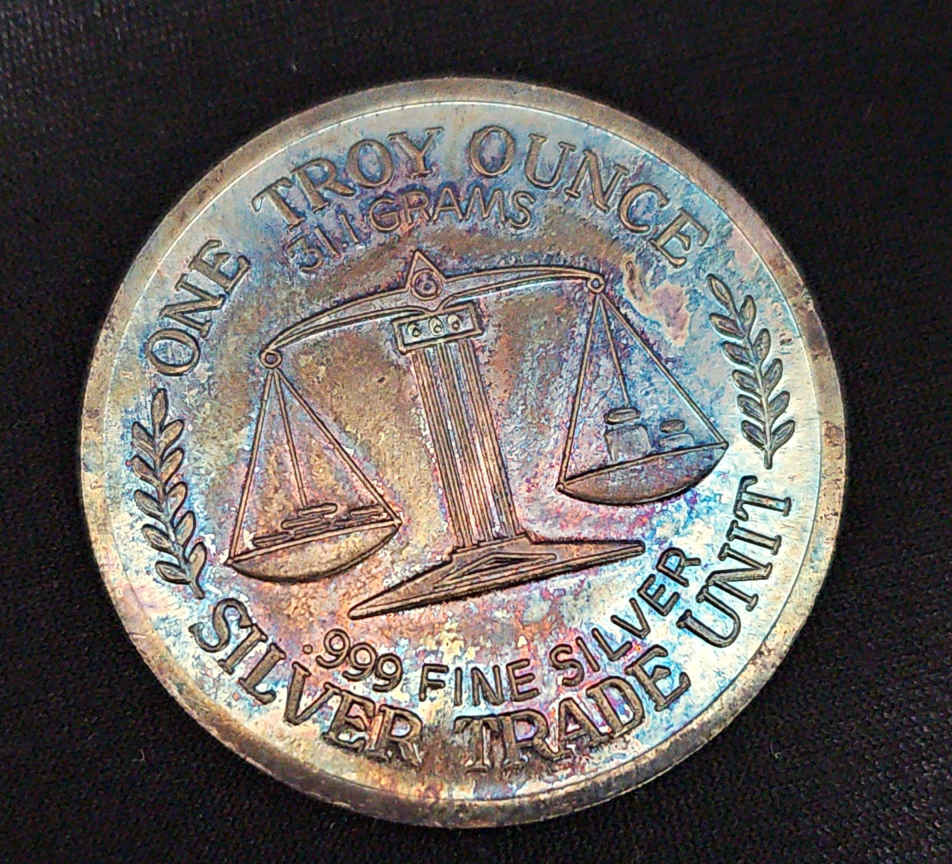 ONE TROY OUNCE
31.1 GRAMS
.999 FINE SILVER
SILVER TRADE UNIT